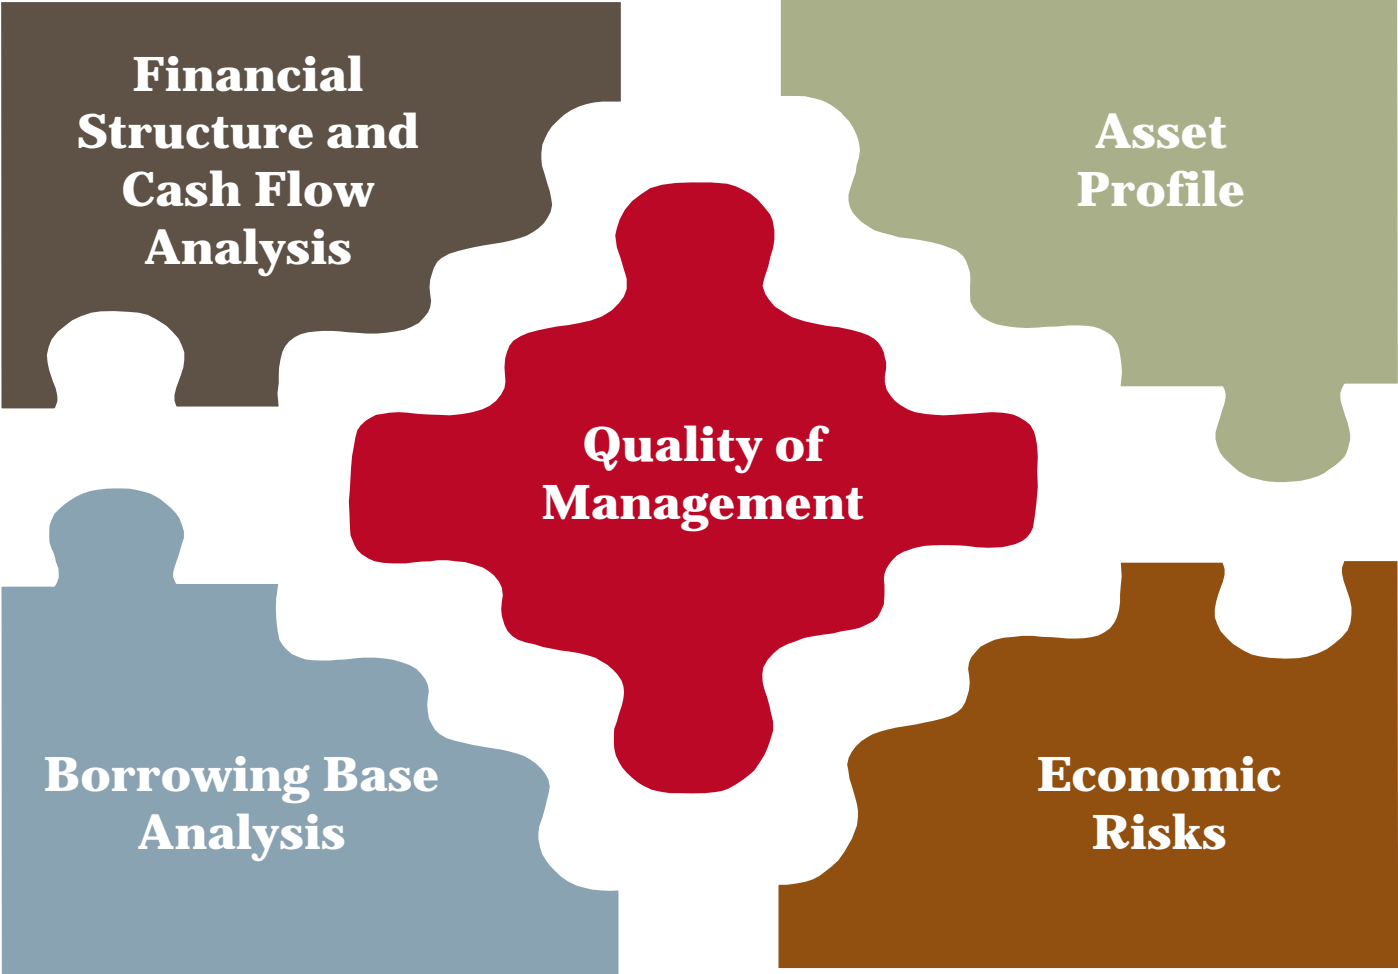 Financial
Structure and
Cash Flow
Analysis
Asset
Profile
Quality of
Management
Borrowing Base
Analysis
Economic
Risks